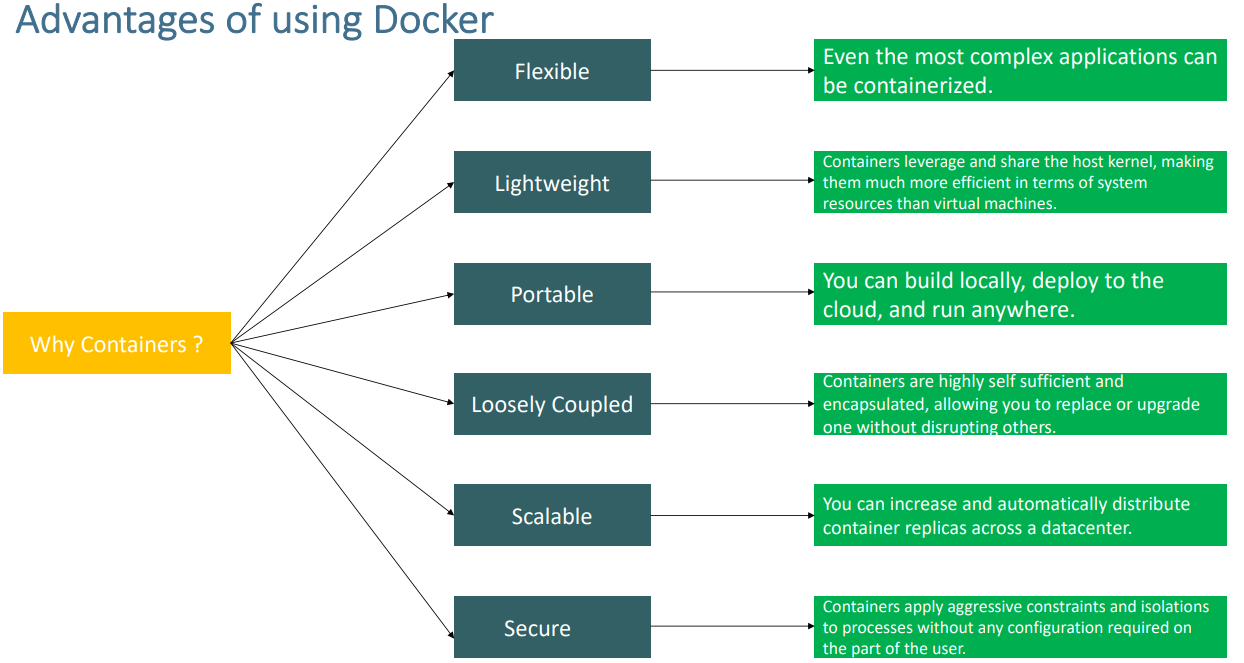 Advantages of using Docker
Flexible
Even the most complex applications can
be containerized.
Lightweight
Containers leverage and share the host kernel, making
them much more efficient in terms of system
resources than virtual machines.
Portable
You can build locally, deploy to the
cloud, and run anywhere.
Why Containers ?
Loosely Coupled
Containers are highly self sufficient and
encapsulated, allowing you to replace or upgrade
one without disrupting others.
Scalable
You can increase and automatically distribute
container replicas across a datacenter.
Secure
Containers apply aggressive constraints and isolations
to processes without any configuration required on
the part of the user.